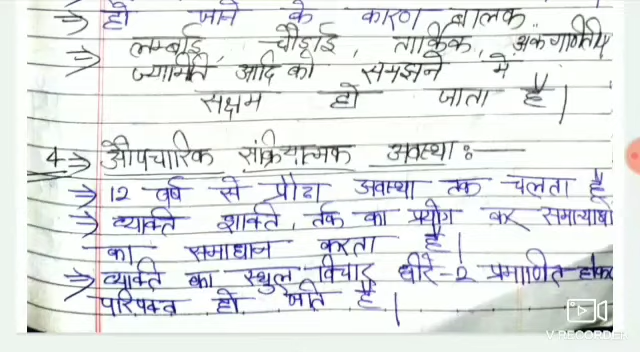 ⇒ हो जाने के कारण बालक
लम्बाई, चौड़ाई, तार्किक, अंकगणितीय
⇒ ज्यामिति आदि को समझने में
सक्षम हो जाता है।
4⇒ औपचारिक संक्रियात्मक अवस्था :—
⇒ 12 वर्ष से प्रौढा अवस्था तक चलता है
⇒ व्यक्ति शक्ति, तर्क का प्रयोग कर समस्याओं
का समाधान करता है।
⇒ व्यक्ति का स्थुल विचार धीरे-2 प्रमाणित होकर
परिपक्व हो जाते है।
V RECORDER